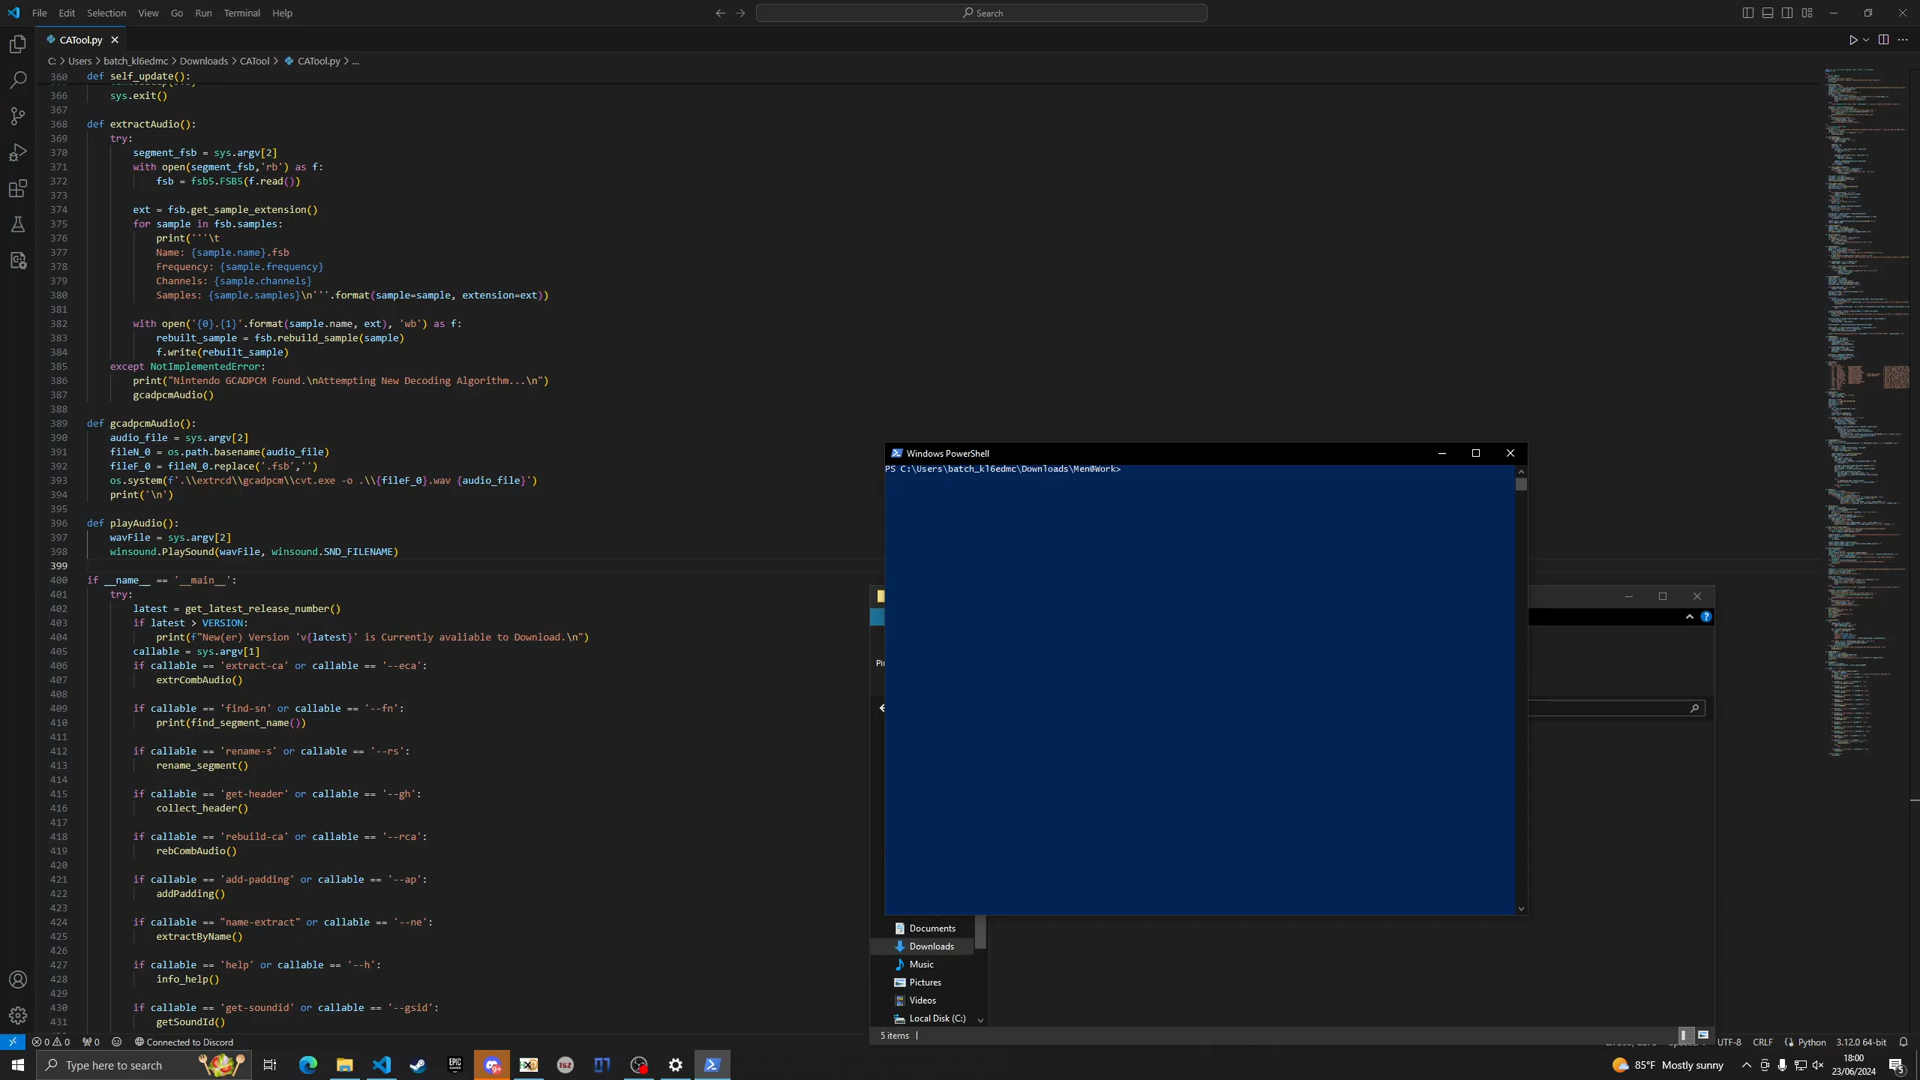 File Edit Selection View Go Run Terminal Help
Search
CATool.py
C: > Users > batch_kl6edmc > Downloads > CATool > CATool.py > ...
360 def self_update():
366 sys.exit()
367
368 def extractAudio():
369 try:
370 segment_fsb = sys.argv[2]
371 with open(segment_fsb,'rb') as f:
372 fsb = fsb5.FSB5(f.read())
373
374 ext = fsb.get_sample_extension()
375 for sample in fsb.samples:
376 print('''\t
377 Name: {sample.name}.fsb
378 Frequency: {sample.frequency}
379 Channels: {sample.channels}
380 Samples: {sample.samples}\n'''.format(sample=sample, extension=ext))
381
382 with open('{0}.{1}'.format(sample.name, ext), 'wb') as f:
383 rebuilt_sample = fsb.rebuild_sample(sample)
384 f.write(rebuilt_sample)
385 except NotImplementedError:
386 print("Nintendo GCADPCM Found.\nAttempting New Decoding Algorithm...\n")
387 gcadpcmAudio()
388
389 def gcadpcmAudio():
390 audio_file = sys.argv[2]
391 fileN_0 = os.path.basename(audio_file)
392 fileF_0 = fileN_0.replace('.fsb','')
393 os.system(f'.\\extrcd\\gcadpcm\\cvt.exe -o .\\{fileF_0}.wav {audio_file}')
394 print('\n')
395
396 def playAudio():
397 wavFile = sys.argv[2]
398 winsound.PlaySound(wavFile, winsound.SND_FILENAME)
399
400 if __name__ == '__main__':
401 try:
402 latest = get_latest_release_number()
403 if latest > VERSION:
404 print(f"New(er) Version 'v{latest}' is Currently avaliable to Download.\n")
405 callable = sys.argv[1]
406 if callable == 'extract-ca' or callable == '--eca':
407 extrCombAudio()
408
409 if callable == 'find-sn' or callable == '--fn':
410 print(find_segment_name())
411
412 if callable == 'rename-s' or callable == '--rs':
413 rename_segment()
414
415 if callable == 'get-header' or callable == '--gh':
416 collect_header()
417
418 if callable == 'rebuild-ca' or callable == '--rca':
419 rebCombAudio()
420
421 if callable == 'add-padding' or callable == '--ap':
422 addPadding()
423
424 if callable == "name-extract" or callable == '--ne':
425 extractByName()
426
427 if callable == 'help' or callable == '--h':
428 info_help()
429
430 if callable == 'get-soundid' or callable == '--gsid':
431 getSoundId()
Windows PowerShell
PS C:\Users\batch_kl6edmc\Downloads\Men@Work>
Documents
Downloads
Music
Pictures
Videos
Local Disk (C:)
5 items
0 0 0 Connected to Discord
UTF-8 CRLF Python 3.12.0 64-bit
Type here to search
EPIC
85°F Mostly sunny
18:00
23/06/2024